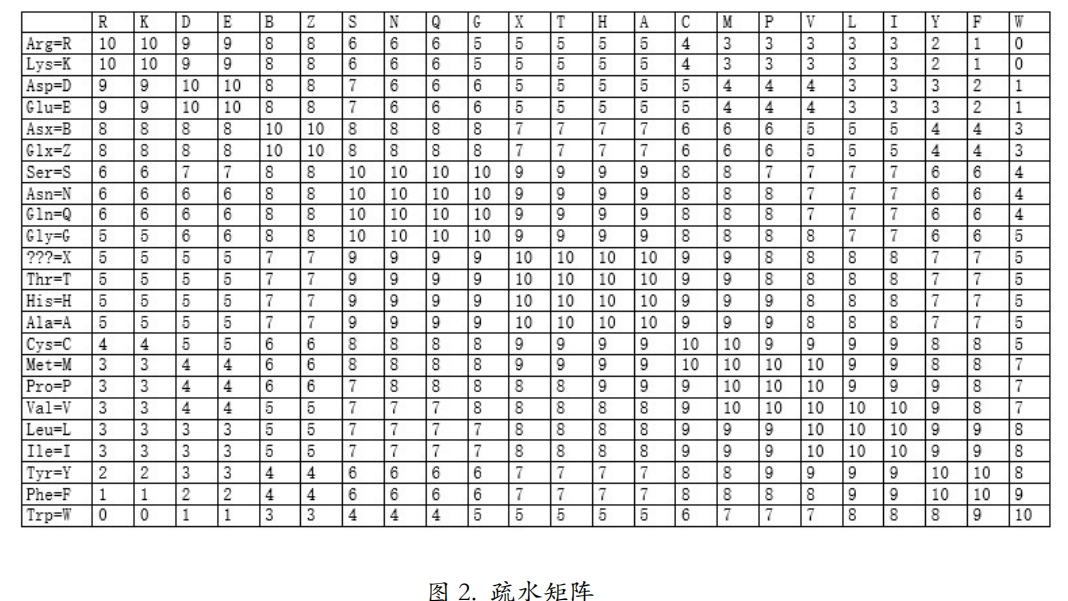 R K D E B Z S N Q G X T H A C M P V L I Y F W
Arg=R 10 10 9 9 8 8 6 6 6 5 5 5 5 5 4 3 3 3 3 3 2 1 0
Lys=K 10 10 9 9 8 8 6 6 6 5 5 5 5 5 4 3 3 3 3 3 2 1 0
Asp=D 9 9 10 10 8 8 7 6 6 6 5 5 5 5 5 4 4 4 3 3 3 2 1
Glu=E 9 9 10 10 8 8 7 6 6 6 5 5 5 5 5 4 4 4 3 3 3 2 1
Asx=B 8 8 8 8 10 10 8 8 8 8 7 7 7 7 6 6 6 5 5 5 4 4 3
Glx=Z 8 8 8 8 10 10 8 8 8 8 7 7 7 7 6 6 6 5 5 5 4 4 3
Ser=S 6 6 7 7 8 8 10 10 10 10 9 9 9 9 8 8 7 7 7 7 6 6 4
Asn=N 6 6 6 6 8 8 10 10 10 10 9 9 9 9 8 8 8 7 7 7 6 6 4
Gln=Q 6 6 6 6 8 8 10 10 10 10 9 9 9 9 8 8 8 7 7 7 6 6 4
Gly=G 5 5 6 6 8 8 10 10 10 10 9 9 9 9 8 8 8 8 7 7 6 6 5
???=X 5 5 5 5 7 7 9 9 9 9 10 10 10 10 9 9 8 8 8 8 7 7 5
Thr=T 5 5 5 5 7 7 9 9 9 9 10 10 10 10 9 9 8 8 8 8 7 7 5
His=H 5 5 5 5 7 7 9 9 9 9 10 10 10 10 9 9 9 8 8 8 7 7 5
Ala=A 5 5 5 5 7 7 9 9 9 9 10 10 10 10 9 9 9 8 8 8 7 7 5
Cys=C 4 4 5 5 6 6 8 8 8 8 9 9 9 9 10 10 9 9 9 9 8 8 5
Met=M 3 3 4 4 6 6 8 8 8 8 9 9 9 9 10 10 10 10 9 9 8 8 7
Pro=P 3 3 4 4 6 6 7 8 8 8 8 8 9 9 9 10 10 10 9 9 9 8 7
Val=V 3 3 4 4 5 5 7 7 7 8 8 8 8 8 9 10 10 10 10 10 9 8 7
Leu=L 3 3 3 3 5 5 7 7 7 7 8 8 8 8 9 9 9 10 10 10 9 9 8
Ile=I 3 3 3 3 5 5 7 7 7 7 8 8 8 8 9 9 9 10 10 10 9 9 8
Tyr=Y 2 2 3 3 4 4 6 6 6 6 7 7 7 7 8 8 9 9 9 9 10 10 8
Phe=F 1 1 2 2 4 4 6 6 6 6 7 7 7 7 8 8 8 8 9 9 10 10 9
Trp=W 0 0 1 1 3 3 4 4 4 5 5 5 5 5 6 7 7 7 8 8 8 9 10
图 2. 疏水矩阵